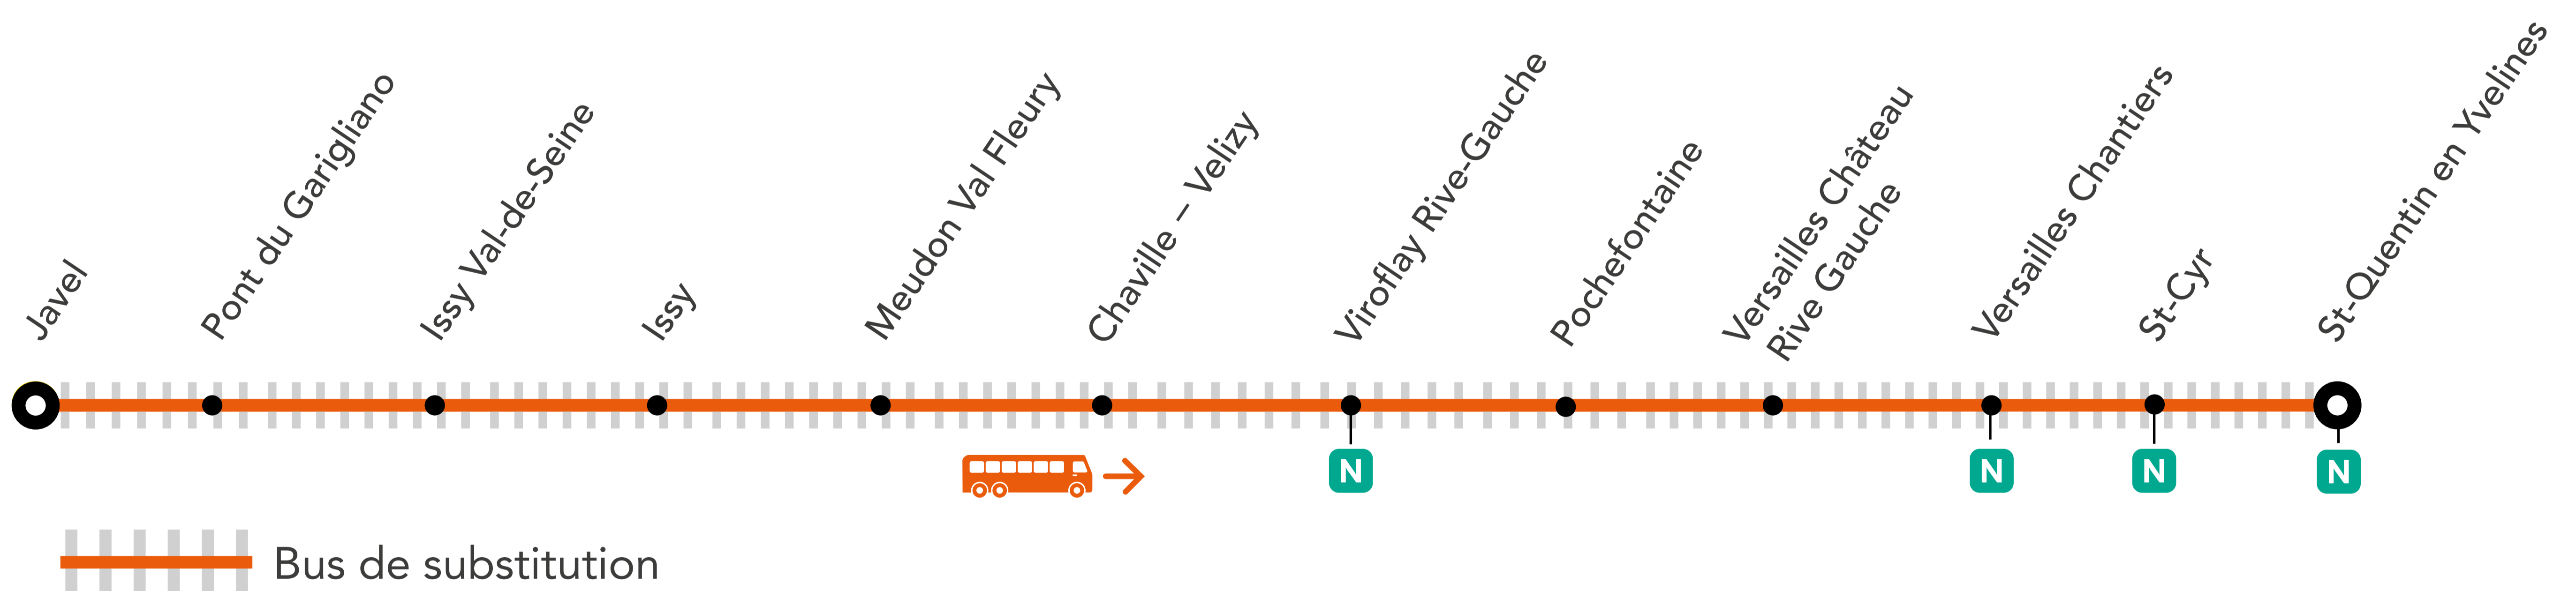 Javel
Pont du Garigliano
Issy Val-de-Seine
Issy
Meudon Val Fleury
Chaville – Velizy
Viroflay Rive-Gauche
Pochefontaine
Versailles Château
Rive Gauche
Versailles Chantiers
St-Cyr
St-Quentin en Yvelines
N
N
N
N
Bus de substitution